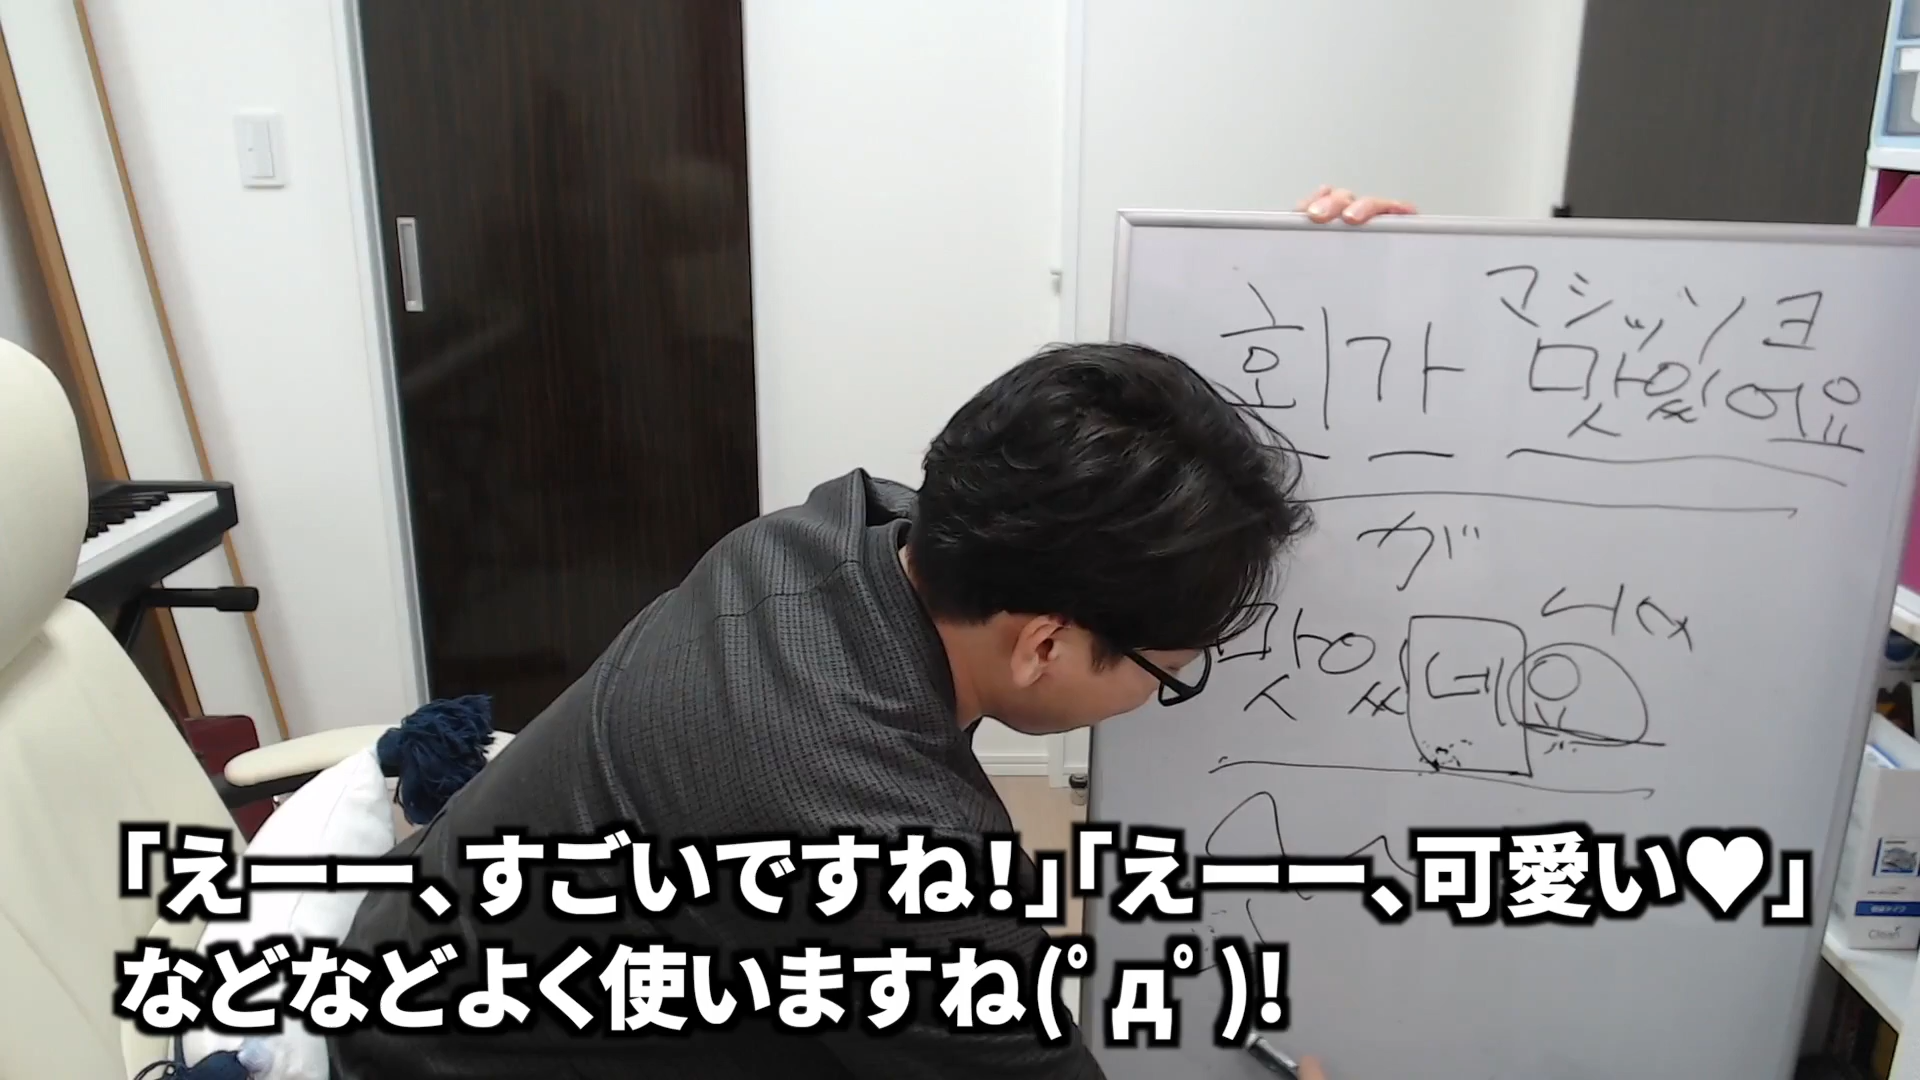 マシッソヨ
회가 맛있어요
が
맛있네요
「えーー、すごいですね!」「えーー、可愛い♥」
などなどよく使いますね(ﾟдﾟ)!